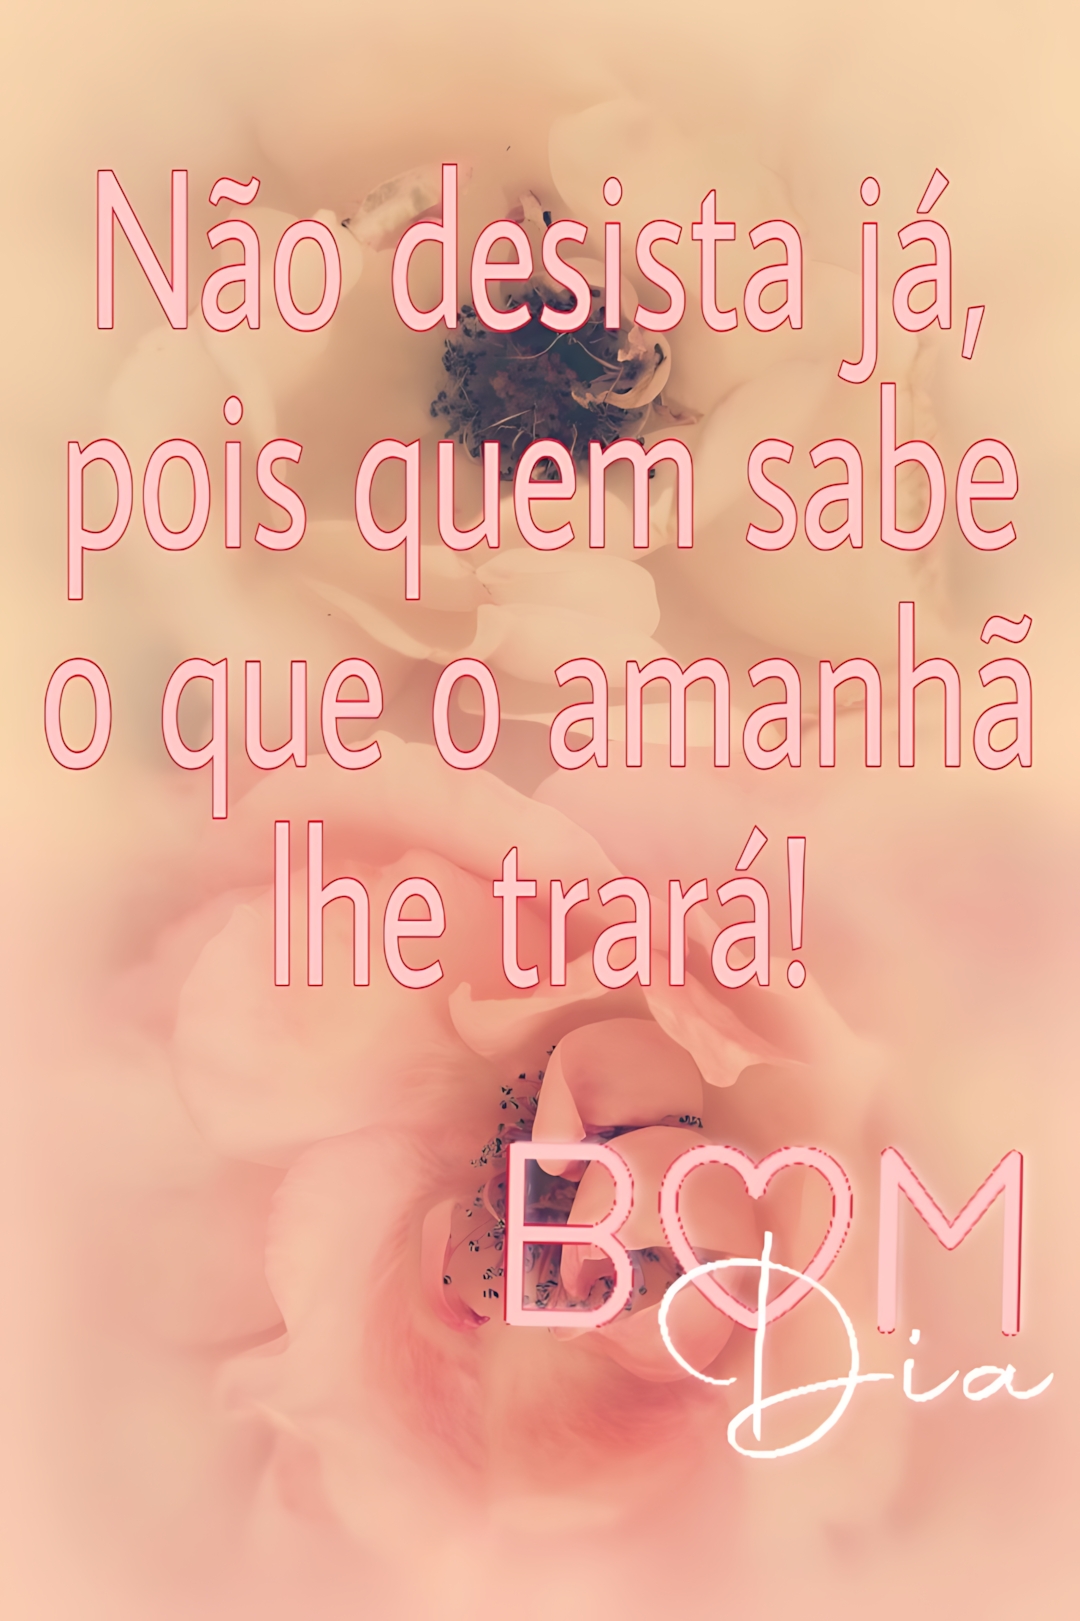 Não desista já,
pois quem sabe
o que o amanhã
lhe trará!
BOM
Dia